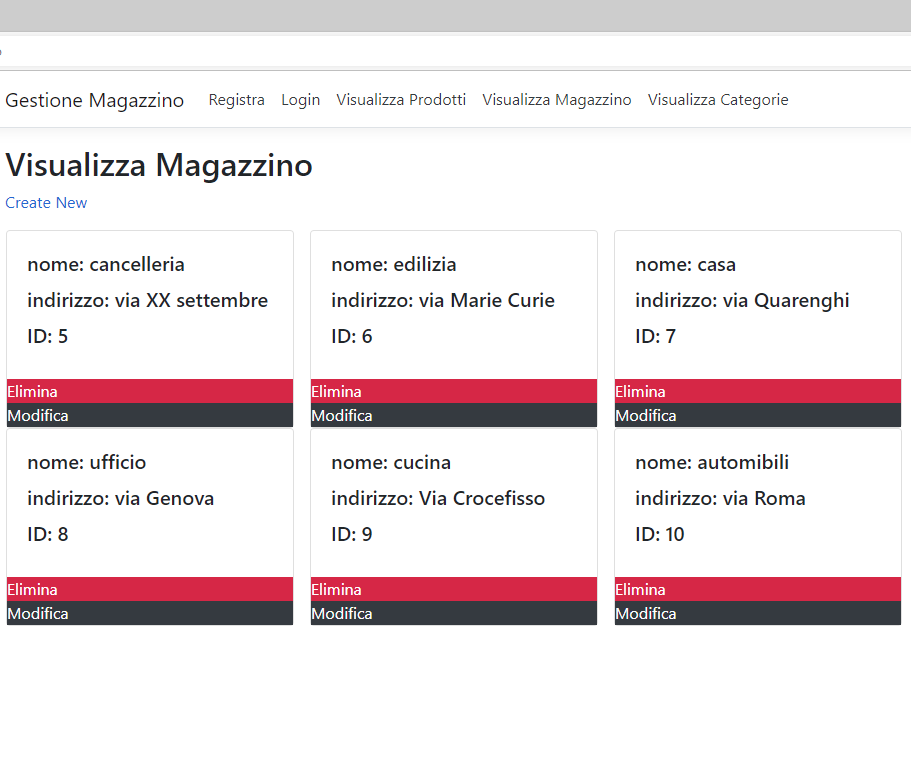 Gestione Magazzino Registra Login Visualizza Prodotti Visualizza Magazzino Visualizza Categorie
Visualizza Magazzino
Create New
nome: cancelleria
indirizzo: via XX settembre
ID: 5
Elimina
Modifica
nome: edilizia
indirizzo: via Marie Curie
ID: 6
Elimina
Modifica
nome: casa
indirizzo: via Quarenghi
ID: 7
Elimina
Modifica
nome: ufficio
indirizzo: via Genova
ID: 8
Elimina
Modifica
nome: cucina
indirizzo: Via Crocefisso
ID: 9
Elimina
Modifica
nome: automibili
indirizzo: via Roma
ID: 10
Elimina
Modifica